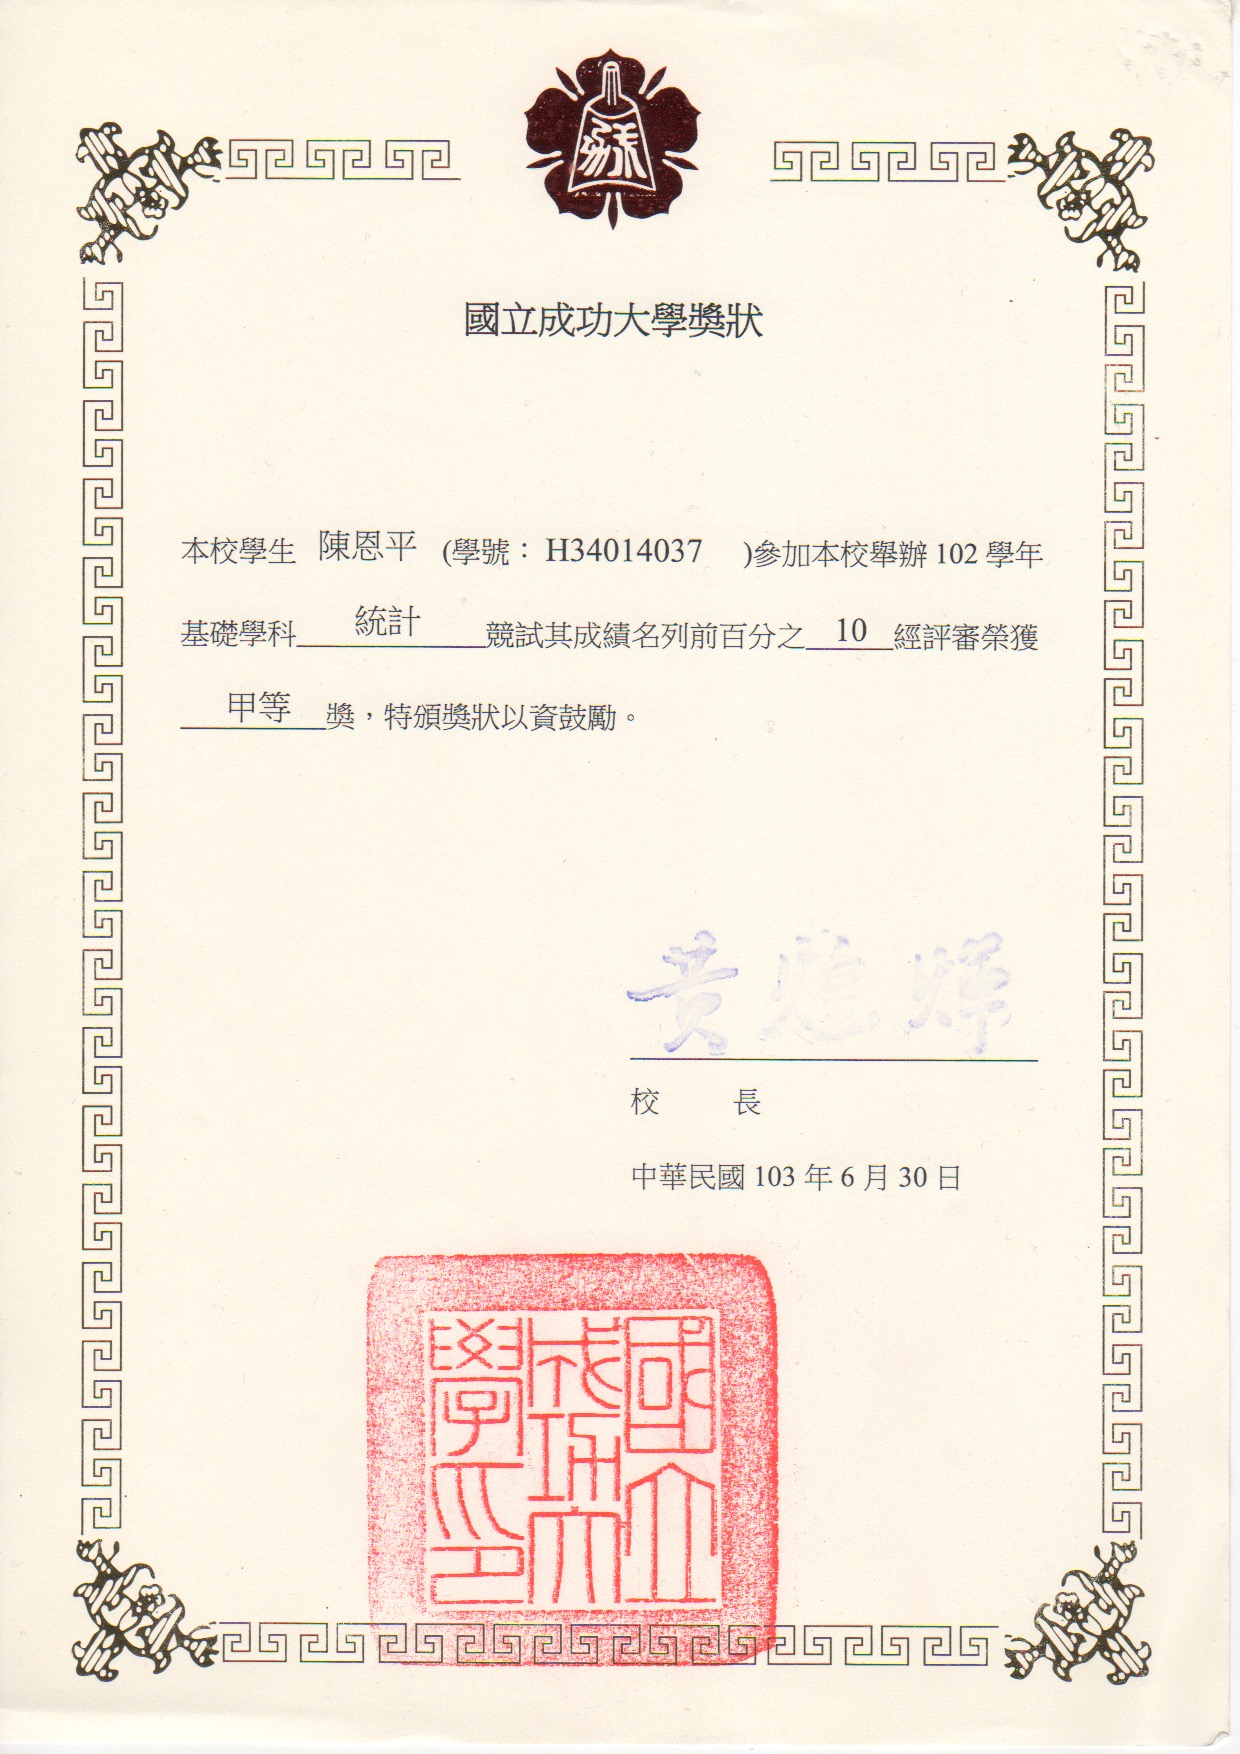 國立成功大學獎狀
本校學生 陳恩平 (學號： H34014037 )參加本校舉辦 102 學年
基礎學科 統計 競試其成績名列前百分之 10 經評審榮獲
甲等 獎，特頒獎狀以資鼓勵。
黃煌煇
校 長
中華民國 103 年 6 月 30 日
國立成功大學印